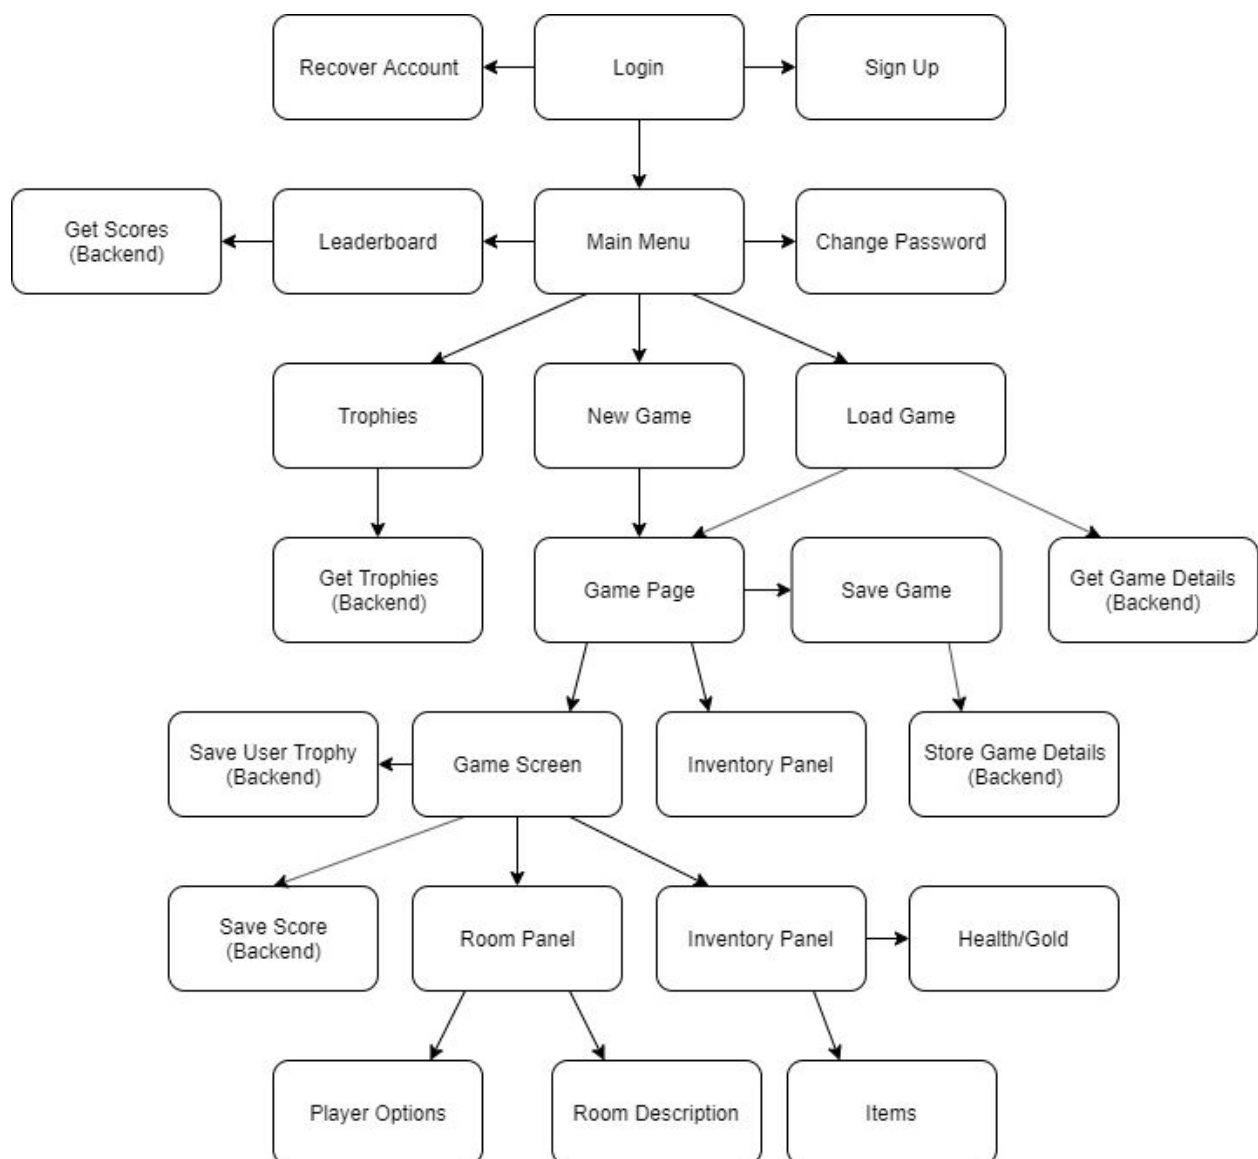 Recover Account
Login
Sign Up
Get Scores
(Backend)
Leaderboard
Main Menu
Change Password
Trophies
New Game
Load Game
Get Trophies
(Backend)
Game Page
Save Game
Get Game Details
(Backend)
Save User Trophy
(Backend)
Game Screen
Inventory Panel
Store Game Details
(Backend)
Save Score
(Backend)
Room Panel
Inventory Panel
Health/Gold
Player Options
Room Description
Items